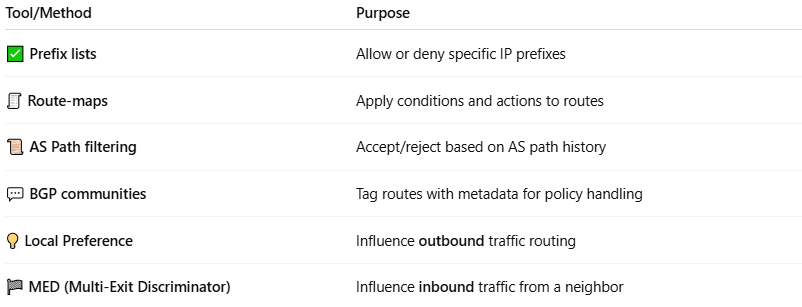 Tool/Method Purpose
✅ Prefix lists Allow or deny specific IP prefixes
🧾 Route-maps Apply conditions and actions to routes
📜 AS Path filtering Accept/reject based on AS path history
💬 BGP communities Tag routes with metadata for policy handling
💡 Local Preference Influence outbound traffic routing
🏁 MED (Multi-Exit Discriminator) Influence inbound traffic from a neighbor